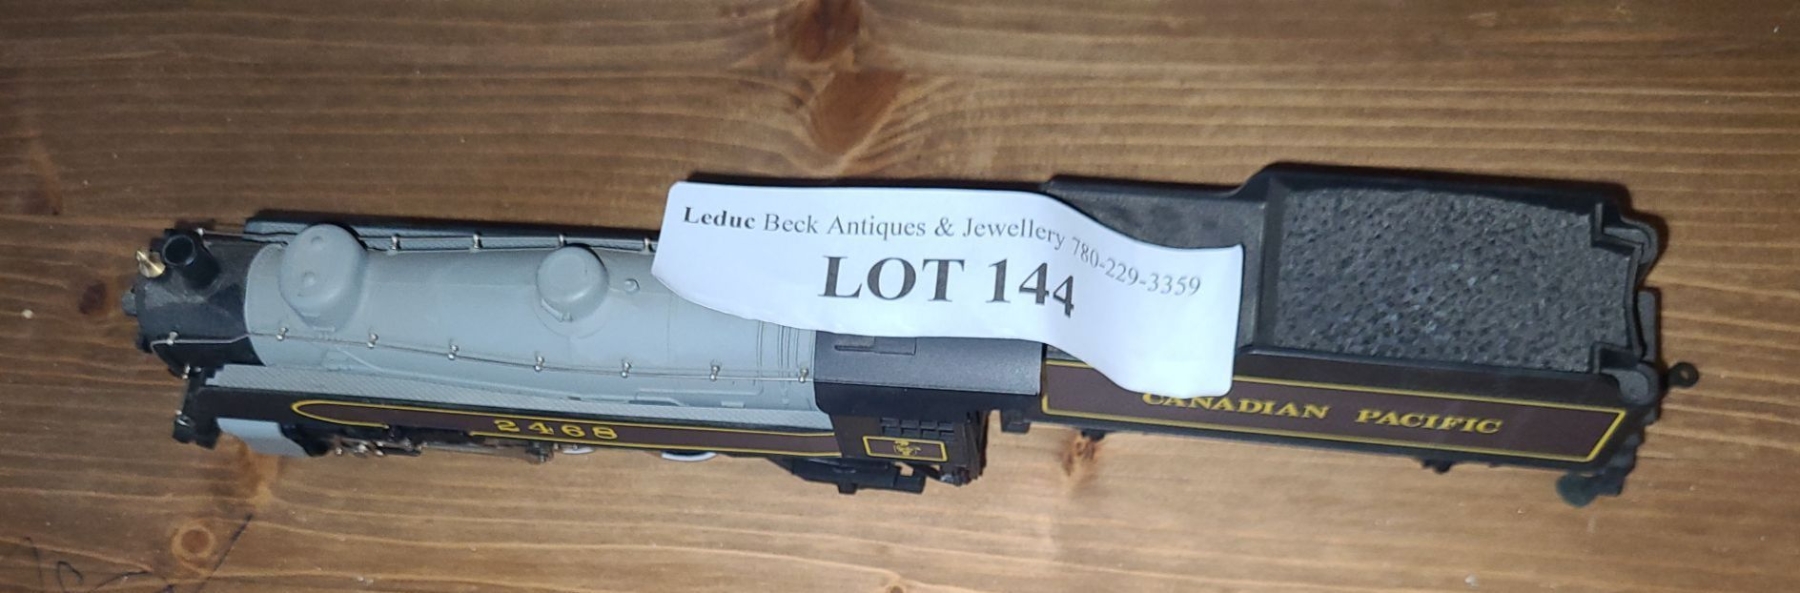 Leduc Beck Antiques & Jewellery 780-229-3359
LOT 144
2468
CANADIAN PACIFIC